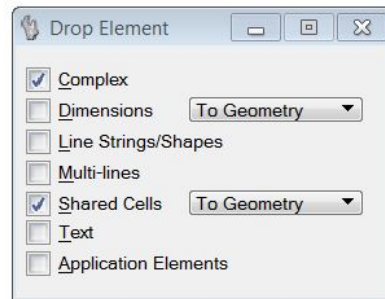 Drop Element
Complex
Dimensions To Geometry
Line Strings/Shapes
Multi-lines
Shared Cells To Geometry
Text
Application Elements